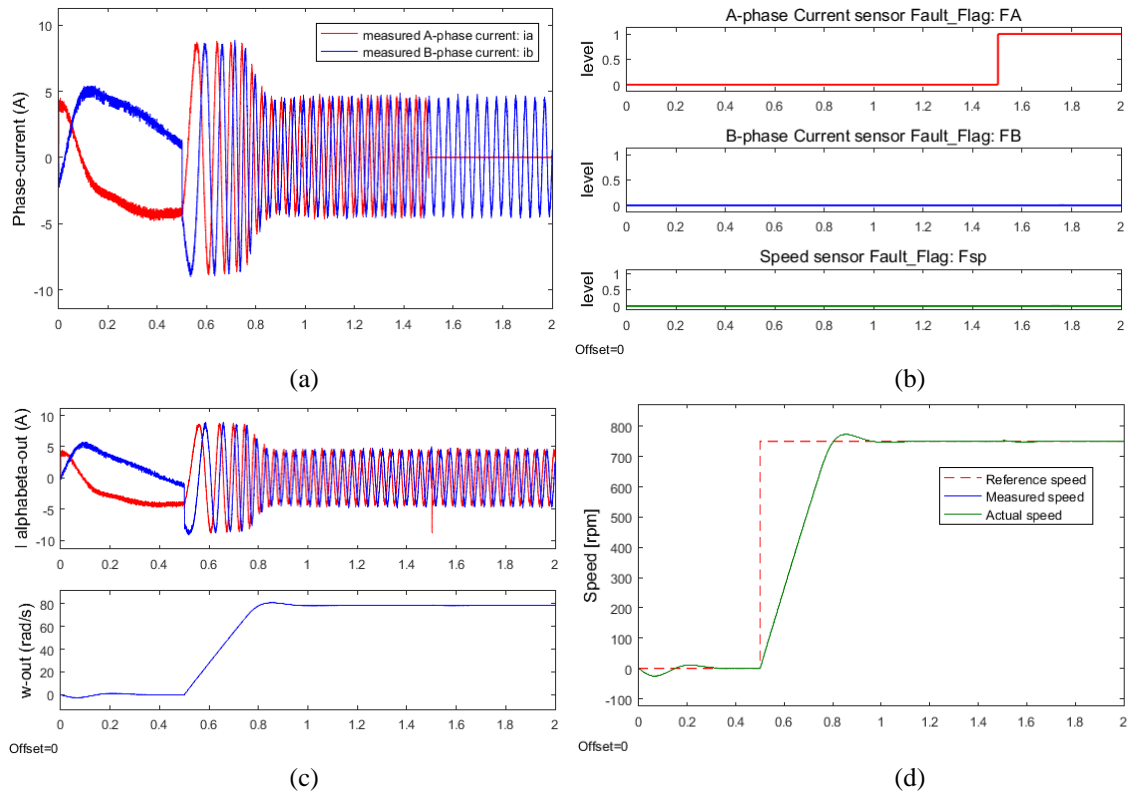 measured A-phase current: ia
measured B-phase current: ib
Phase-current (A)
10
5
0
-5
-10
0 0.2 0.4 0.6 0.8 1 1.2 1.4 1.6 1.8 2
(a)
A-phase Current sensor Fault_Flag: FA
level
1
0.5
0
0 0.2 0.4 0.6 0.8 1 1.2 1.4 1.6 1.8 2
B-phase Current sensor Fault_Flag: FB
level
1
0.5
0
0 0.2 0.4 0.6 0.8 1 1.2 1.4 1.6 1.8 2
Speed sensor Fault_Flag: Fsp
level
1
0.5
0
0 0.2 0.4 0.6 0.8 1 1.2 1.4 1.6 1.8 2
Offset=0
(b)
I alphabeta-out (A)
10
5
0
-5
-10
0 0.2 0.4 0.6 0.8 1 1.2 1.4 1.6 1.8 2
w-out (rad/s)
80
60
40
20
0
0 0.2 0.4 0.6 0.8 1 1.2 1.4 1.6 1.8 2
Offset=0
(c)
Speed [rpm]
800
700
600
500
400
300
200
100
0
-100
Reference speed
Measured speed
Actual speed
0 0.2 0.4 0.6 0.8 1 1.2 1.4 1.6 1.8 2
Offset=0
(d)